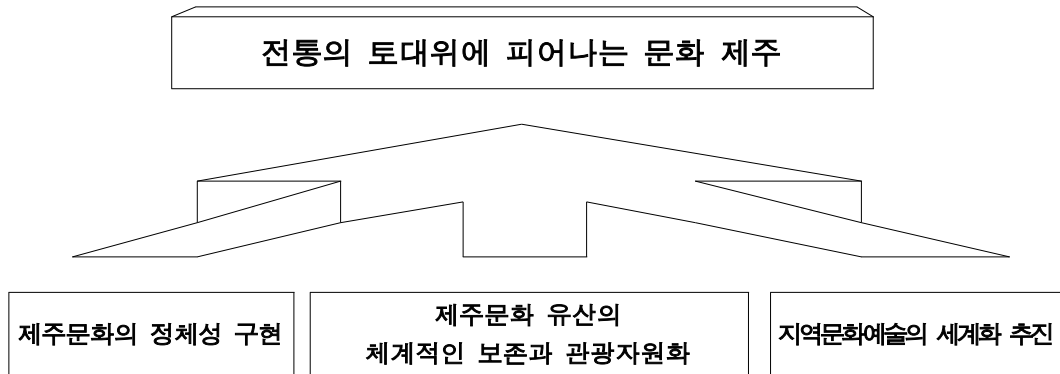 전통의 토대위에 피어나는 문화 제주
제주문화의 정체성 구현
제주문화 유산의
체계적인 보존과 관광자원화
지역문화예술의 세계화 추진